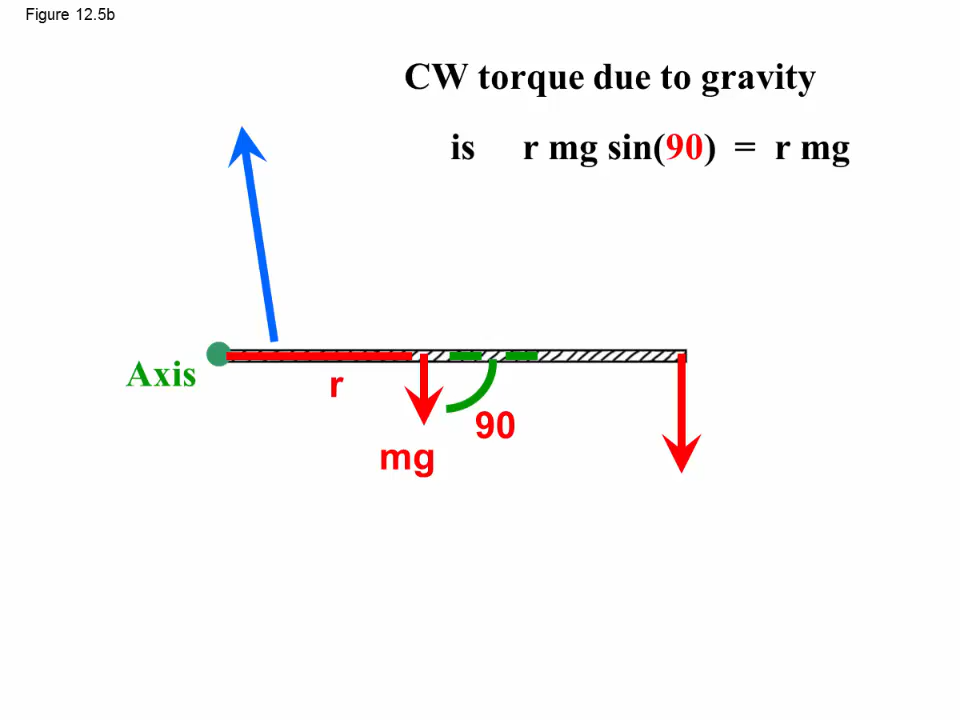 Figure 12.5b
CW torque due to gravity
is r mg sin(90) = r mg
Axis
r
90
mg